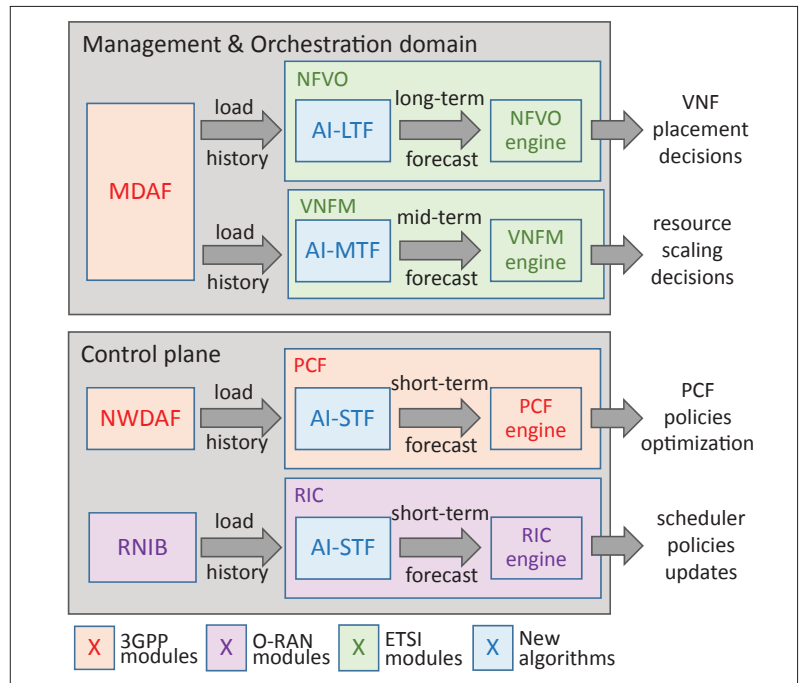 Management & Orchestration domain
NFVO
MDAF
load
history
AI-LTF
long-term
forecast
NFVO
engine
VNF
placement
decisions
VNFM
load
history
AI-MTF
mid-term
forecast
VNFM
engine
resource
scaling
decisions
Control plane
PCF
NWDAF
load
history
AI-STF
short-term
forecast
PCF
engine
PCF
policies
optimization
RIC
RNIB
load
history
AI-STF
short-term
forecast
RIC
engine
scheduler
policies
updates
X
3GPP
modules
X
O-RAN
modules
X
ETSI
modules
X
New
algorithms